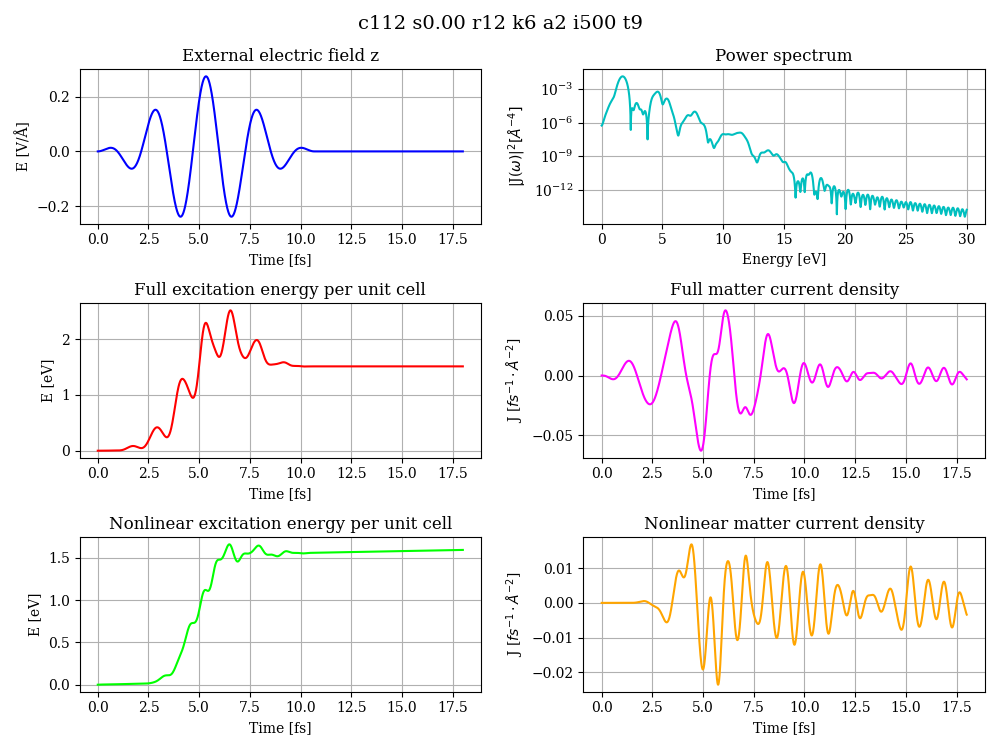 c112 s0.00 r12 k6 a2 i500 t9
External electric field z
E [V/Å]
0.2
0.0
−0.2
0.0 2.5 5.0 7.5 10.0 12.5 15.0 17.5
Time [fs]
Power spectrum
|J(ω)|² [Å⁻⁴]
10⁻³
10⁻⁶
10⁻⁹
10⁻¹²
0 5 10 15 20 25 30
Energy [eV]
Full excitation energy per unit cell
E [eV]
2
1
0
0.0 2.5 5.0 7.5 10.0 12.5 15.0 17.5
Time [fs]
Full matter current density
J [fs⁻¹ · Å⁻²]
0.05
0.00
−0.05
0.0 2.5 5.0 7.5 10.0 12.5 15.0 17.5
Time [fs]
Nonlinear excitation energy per unit cell
E [eV]
1.5
1.0
0.5
0.0
0.0 2.5 5.0 7.5 10.0 12.5 15.0 17.5
Time [fs]
Nonlinear matter current density
J [fs⁻¹ · Å⁻²]
0.01
0.00
−0.01
−0.02
0.0 2.5 5.0 7.5 10.0 12.5 15.0 17.5
Time [fs]